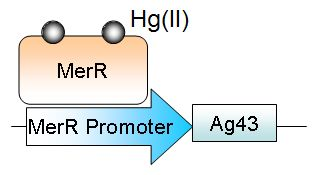 Hg(II)
MerR
MerR Promoter
Ag43